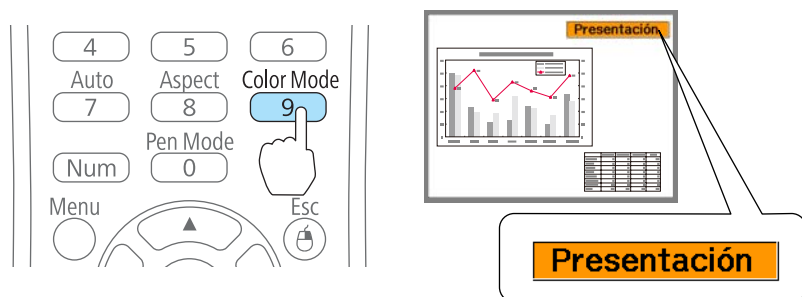 4 5 6
Auto Aspect Color Mode
7 8 9
Pen Mode
Num 0
Menu Esc
Presentación
Presentación